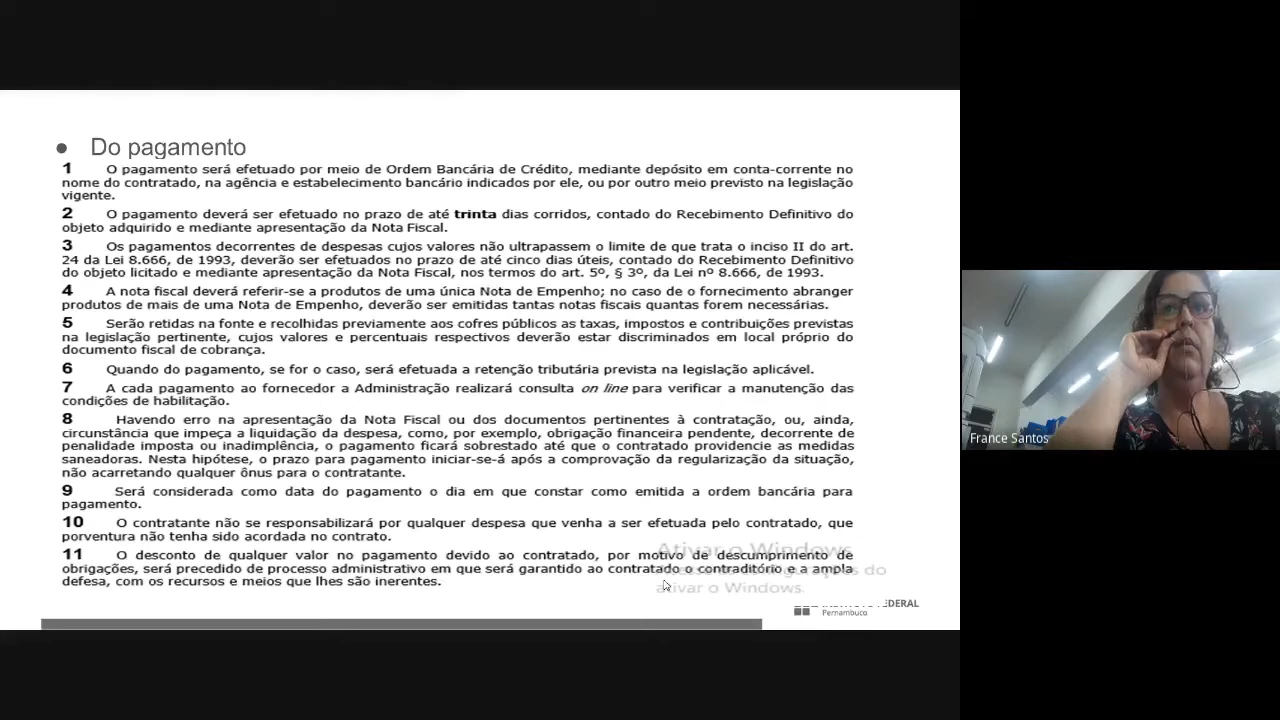 ● Do pagamento
1 O pagamento será efetuado por meio de Ordem Bancária de Crédito, mediante depósito em conta-corrente no
nome do contratado, na agência e estabelecimento bancário indicados por ele, ou por outro meio previsto na legislação
vigente.
2 O pagamento deverá ser efetuado no prazo de até trinta dias corridos, contado do Recebimento Definitivo do
objeto adquirido e mediante apresentação da Nota Fiscal.
3 Os pagamentos decorrentes de despesas cujos valores não ultrapassem o limite de que trata o inciso II do art.
24 da Lei 8.666, de 1993, deverão ser efetuados no prazo de até cinco dias úteis, contado do Recebimento Definitivo
do objeto licitado e mediante apresentação da Nota Fiscal, nos termos do art. 5º, § 3º, da Lei nº 8.666, de 1993.
4 A nota fiscal deverá referir-se a produtos de uma única Nota de Empenho; no caso de o fornecimento abranger
produtos de mais de uma Nota de Empenho, deverão ser emitidas tantas notas fiscais quantas forem necessárias.
5 Serão retidas na fonte e recolhidas previamente aos cofres públicos as taxas, impostos e contribuições previstas
na legislação pertinente, cujos valores e percentuais respectivos deverão estar discriminados em local próprio do
documento fiscal de cobrança.
6 Quando do pagamento, se for o caso, será efetuada a retenção tributária prevista na legislação aplicável.
7 A cada pagamento ao fornecedor a Administração realizará consulta on line para verificar a manutenção das
condições de habilitação.
8 Havendo erro na apresentação da Nota Fiscal ou dos documentos pertinentes à contratação, ou, ainda,
circunstância que impeça a liquidação da despesa, como, por exemplo, obrigação financeira pendente, decorrente de
penalidade imposta ou inadimplência, o pagamento ficará sobrestado até que o contratado providencie as medidas
saneadoras. Nesta hipótese, o prazo para pagamento iniciar-se-á após a comprovação da regularização da situação,
não acarretando qualquer ônus para o contratante.
9 Será considerada como data do pagamento o dia em que constar como emitida a ordem bancária para
pagamento.
10 O contratante não se responsabilizará por qualquer despesa que venha a ser efetuada pelo contratado, que
porventura não tenha sido acordada no contrato.
11 O desconto de qualquer valor no pagamento devido ao contratado, por motivo de descumprimento de
obrigações, será precedido de processo administrativo em que será garantido ao contratado o contraditório e a ampla
defesa, com os recursos e meios que lhes são inerentes.
Ativar o Windows
ativar o Windows.
FEDERAL
Pernambuco
France Santos